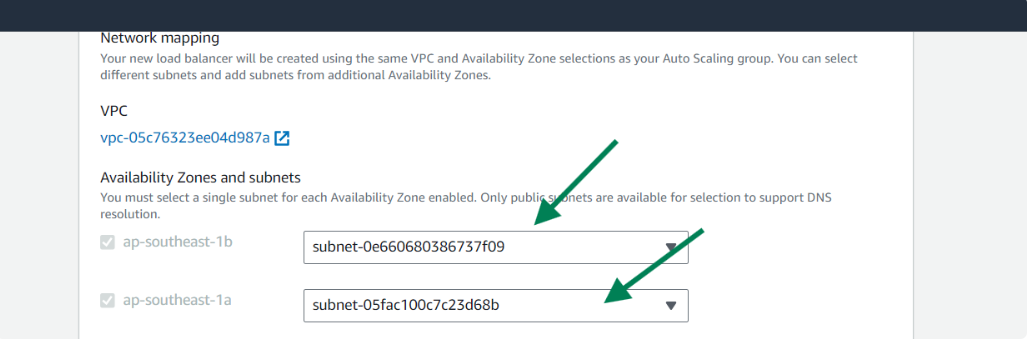 Network mapping
Your new load balancer will be created using the same VPC and Availability Zone selections as your Auto Scaling group. You can select
different subnets and add subnets from additional Availability Zones.
VPC
vpc-05c76323ee04d987a
Availability Zones and subnets
You must select a single subnet for each Availability Zone enabled. Only public subnets are available for selection to support DNS
resolution.
ap-southeast-1b
subnet-0e660680386737f09
ap-southeast-1a
subnet-05fac100c7c23d68b